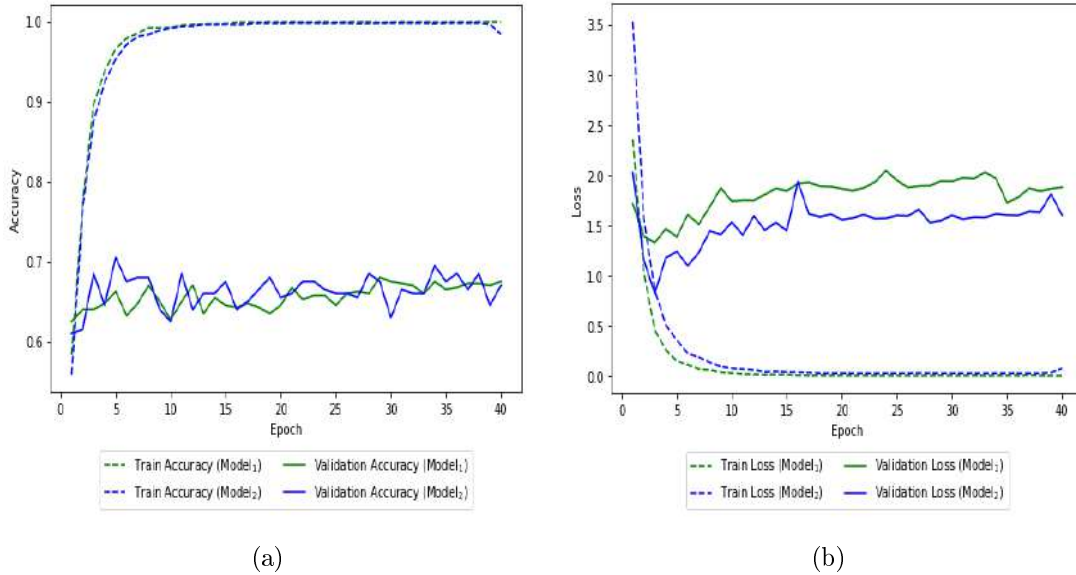 1.0
0.9
0.8
0.7
0.6
Accuracy
0 5 10 15 20 25 30 35 40
Epoch
Train Accuracy (Model₁) Validation Accuracy (Model₁)
Train Accuracy (Model₂) Validation Accuracy (Model₂)
(a)
3.5
3.0
2.5
2.0
1.5
1.0
0.5
0.0
Loss
0 5 10 15 20 25 30 35 40
Epoch
Train Loss (Model₁) Validation Loss (Model₁)
Train Loss (Model₂) Validation Loss (Model₂)
(b)